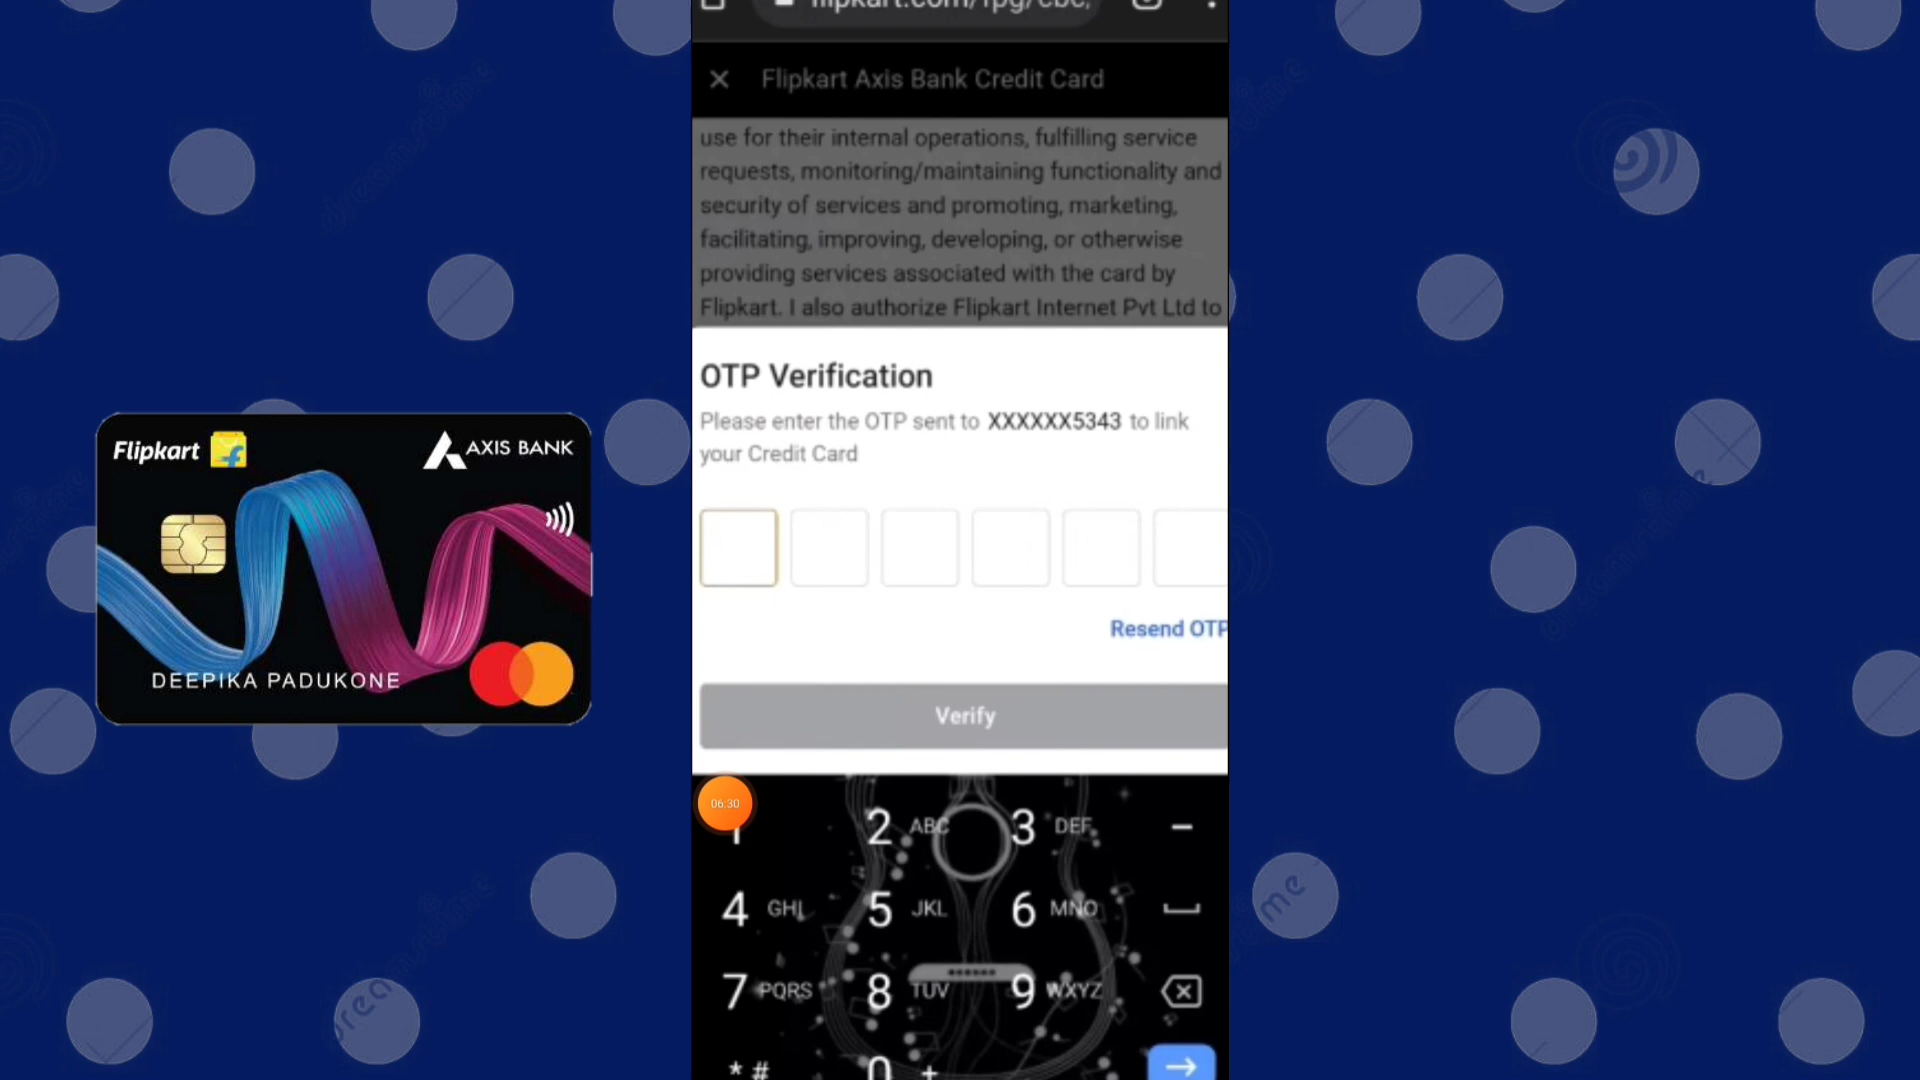 Flipkart Axis Bank Credit Card
use for their internal operations, fulfilling service
requests, monitoring/maintaining functionality and
security of services and promoting, marketing,
facilitating, improving, developing, or otherwise
providing services associated with the card by
Flipkart. I also authorize Flipkart Internet Pvt Ltd to
OTP Verification
Please enter the OTP sent to XXXXXX5343 to link
your Credit Card
Resend OTP
Verify
06:30
1 2 ABC 3 DEF -
4 GHI 5 JKL 6 MNO
7 PQRS 8 TUV 9 WXYZ
* # 0 +
Flipkart
AXIS BANK
DEEPIKA PADUKONE